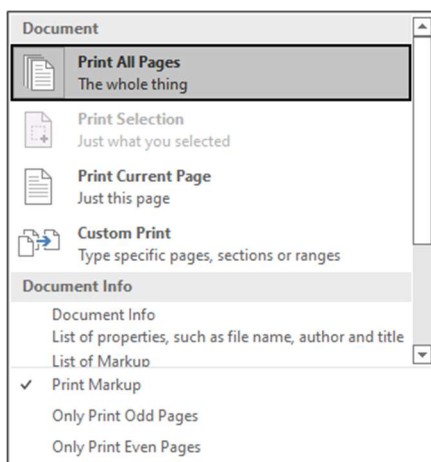 Document
Print All Pages
The whole thing
Print Selection
Just what you selected
Print Current Page
Just this page
Custom Print
Type specific pages, sections or ranges
Document Info
Document Info
List of properties, such as file name, author and title
List of Markup
Print Markup
Only Print Odd Pages
Only Print Even Pages